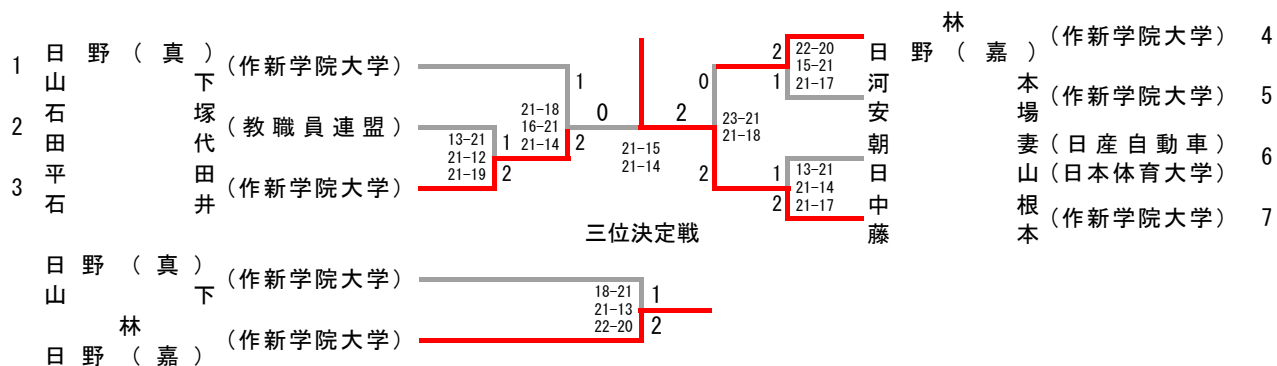 1 日野(真) (作新学院大学)
山下
2 石塚 (教職員連盟)
田代
3 平田 (作新学院大学)
石井
1
21-18
16-21
21-14
2
13-21
21-12
21-19
1
2
0
2
21-15
21-14
0
23-21
21-18
2
2
22-20
15-21
21-17
1
1
13-21
21-14
21-17
2
林 (作新学院大学) 4
日野(嘉)
河本 (作新学院大学) 5
安場
朝妻 (日産自動車) 6
日山 (日本体育大学)
中根 (作新学院大学) 7
藤本
三位決定戦
日野(真) (作新学院大学)
山下
林 (作新学院大学)
日野(嘉)
18-21
21-13
22-20
1
2